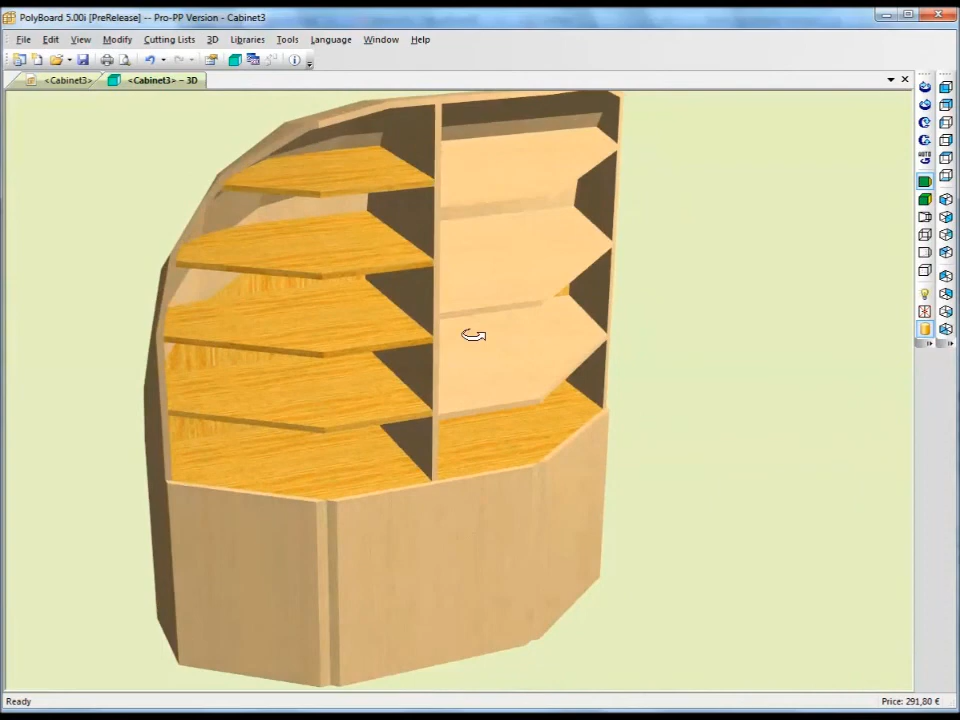 PolyBoard 5.00i [PreRelease] -- Pro-PP Version - Cabinet3
File Edit View Modify Cutting Lists 3D Libraries Tools Language Window Help
<Cabinet3> <Cabinet3> - 3D
AUTO
Ready Price: 291,80 €